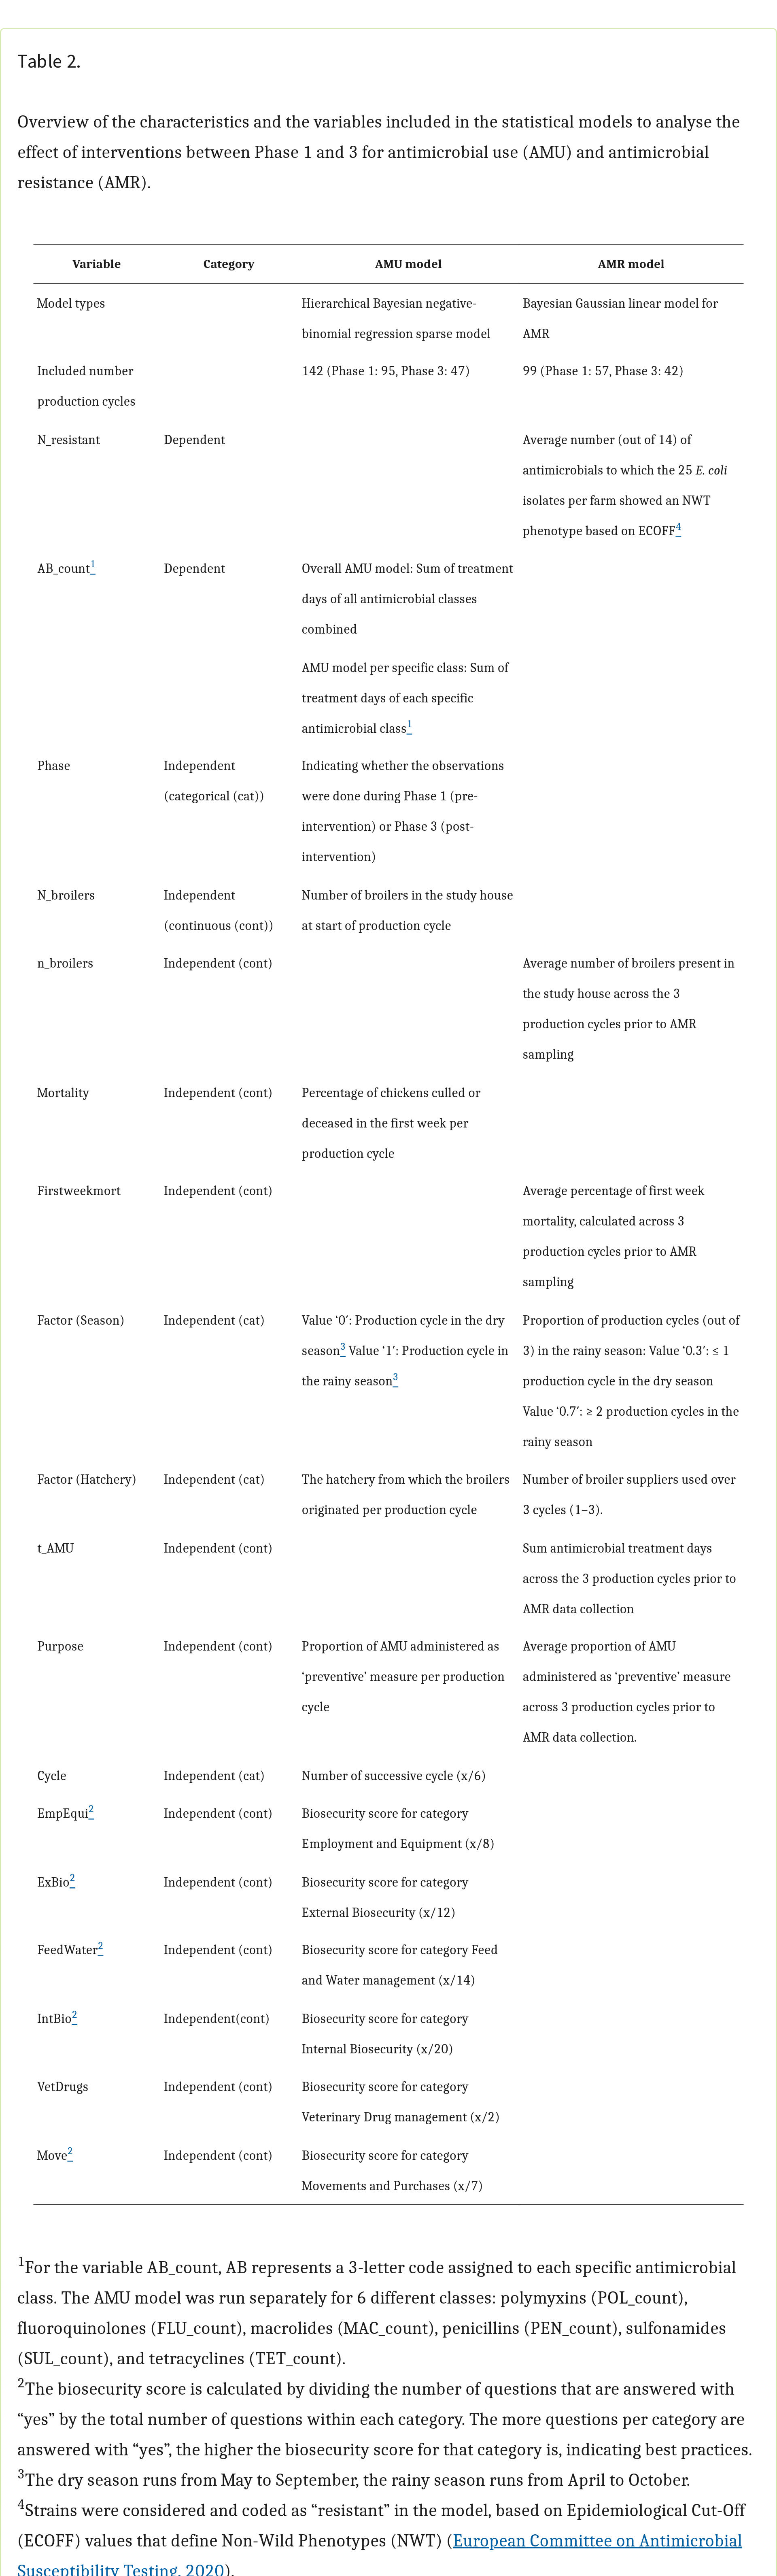 Table 2.
Overview of the characteristics and the variables included in the statistical models to analyse the
effect of interventions between Phase 1 and 3 for antimicrobial use (AMU) and antimicrobial
resistance (AMR).
Variable Category AMU model AMR model
Model types Hierarchical Bayesian negative- Bayesian Gaussian linear model for
binomial regression sparse model AMR
Included number 142 (Phase 1: 95, Phase 3: 47) 99 (Phase 1: 57, Phase 3: 42)
production cycles
N_resistant Dependent Average number (out of 14) of
antimicrobials to which the 25 E. coli
isolates per farm showed an NWT
phenotype based on ECOFF4
AB_count1 Dependent Overall AMU model: Sum of treatment
days of all antimicrobial classes
combined
AMU model per specific class: Sum of
treatment days of each specific
antimicrobial class1
Phase Independent Indicating whether the observations
(categorical (cat)) were done during Phase 1 (pre-
intervention) or Phase 3 (post-
intervention)
N_broilers Independent Number of broilers in the study house
(continuous (cont)) at start of production cycle
n_broilers Independent (cont) Average number of broilers present in
the study house across the 3
production cycles prior to AMR
sampling
Mortality Independent (cont) Percentage of chickens culled or
deceased in the first week per
production cycle
Firstweekmort Independent (cont) Average percentage of first week
mortality, calculated across 3
production cycles prior to AMR
sampling
Factor (Season) Independent (cat) Value ‘0′: Production cycle in the dry Proportion of production cycles (out of
season3 Value ‘1′: Production cycle in 3) in the rainy season: Value ‘0.3′: ≤ 1
the rainy season3 production cycle in the dry season
Value ‘0.7′: ≥ 2 production cycles in the
rainy season
Factor (Hatchery) Independent (cat) The hatchery from which the broilers Number of broiler suppliers used over
originated per production cycle 3 cycles (1–3).
t_AMU Independent (cont) Sum antimicrobial treatment days
across the 3 production cycles prior to
AMR data collection
Purpose Independent (cont) Proportion of AMU administered as Average proportion of AMU
‘preventive’ measure per production administered as ‘preventive’ measure
cycle across 3 production cycles prior to
AMR data collection.
Cycle Independent (cat) Number of successive cycle (x/6)
EmpEqui2 Independent (cont) Biosecurity score for category
Employment and Equipment (x/8)
ExBio2 Independent (cont) Biosecurity score for category
External Biosecurity (x/12)
FeedWater2 Independent (cont) Biosecurity score for category Feed
and Water management (x/14)
IntBio2 Independent(cont) Biosecurity score for category
Internal Biosecurity (x/20)
VetDrugs Independent (cont) Biosecurity score for category
Veterinary Drug management (x/2)
Move2 Independent (cont) Biosecurity score for category
Movements and Purchases (x/7)
1For the variable AB_count, AB represents a 3-letter code assigned to each specific antimicrobial
class. The AMU model was run separately for 6 different classes: polymyxins (POL_count),
fluoroquinolones (FLU_count), macrolides (MAC_count), penicillins (PEN_count), sulfonamides
(SUL_count), and tetracyclines (TET_count).
2The biosecurity score is calculated by dividing the number of questions that are answered with
“yes” by the total number of questions within each category. The more questions per category are
answered with “yes”, the higher the biosecurity score for that category is, indicating best practices.
3The dry season runs from May to September, the rainy season runs from April to October.
4Strains were considered and coded as “resistant” in the model, based on Epidemiological Cut-Off
(ECOFF) values that define Non-Wild Phenotypes (NWT) (European Committee on Antimicrobial
Susceptibility Testing, 2020).